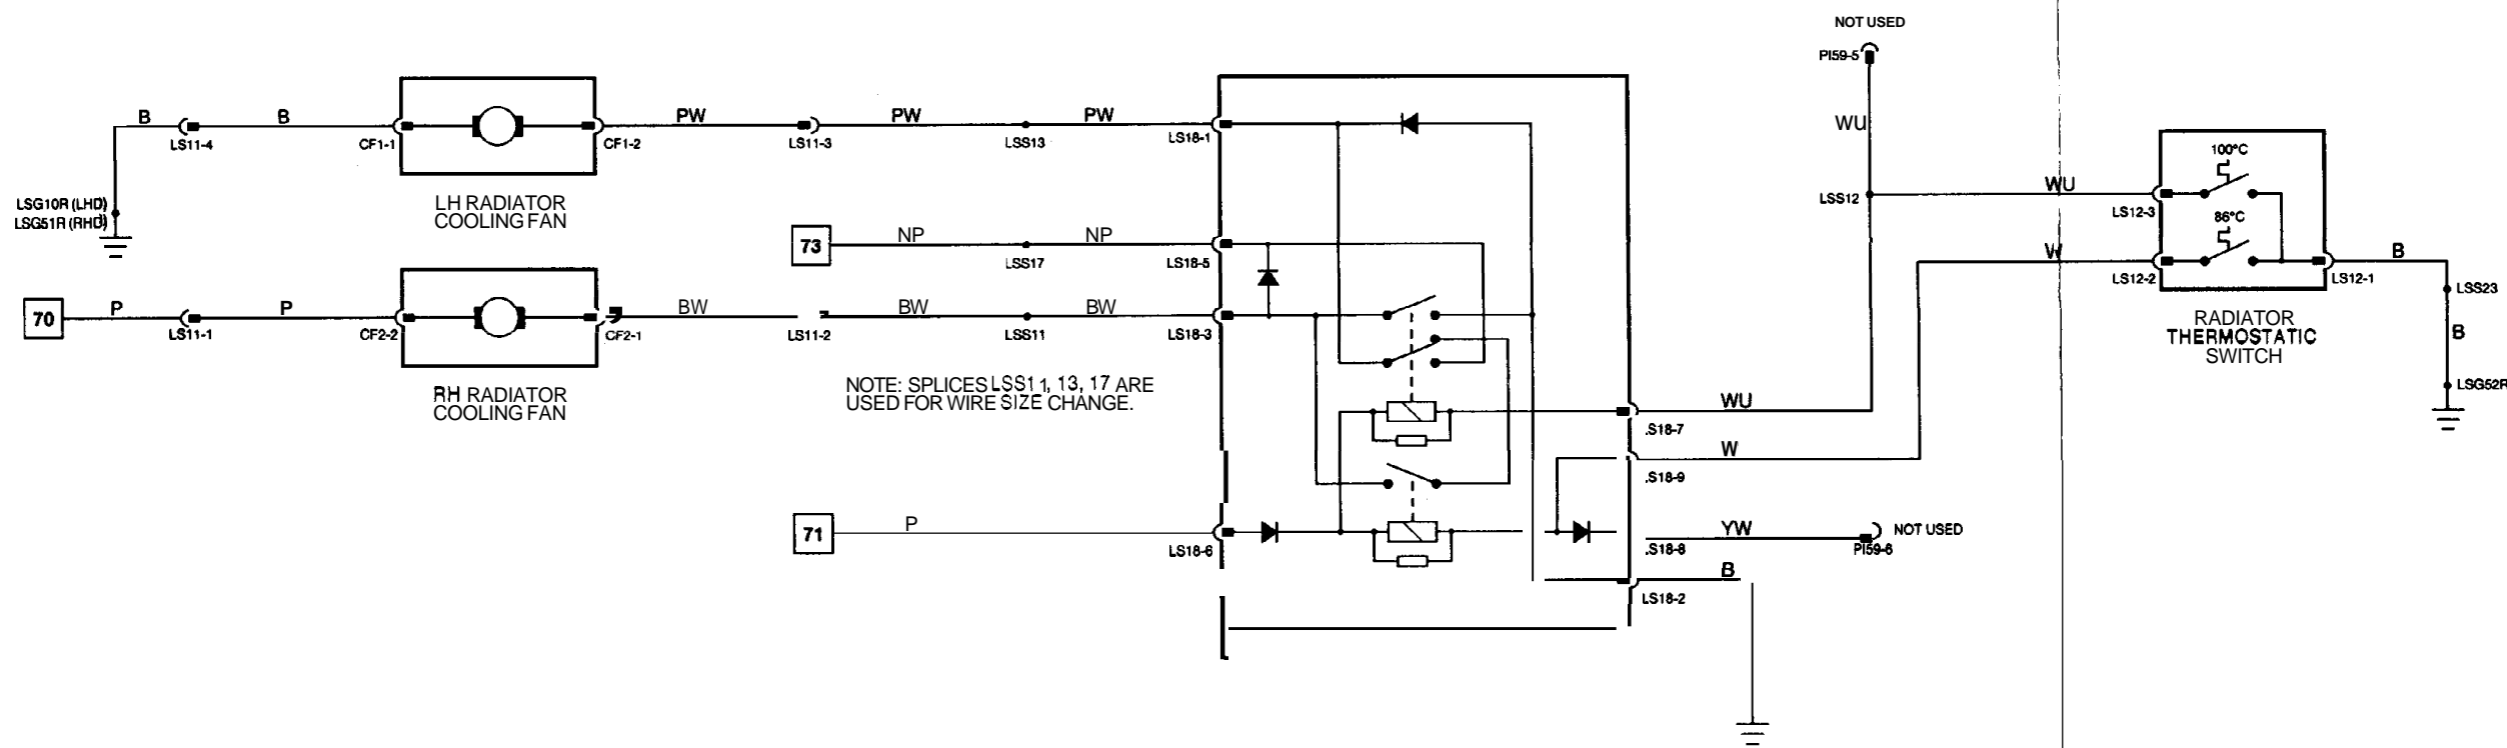 NOT USED
PI59-5
B
B
PW
PW
PW
WU
LS11-4
CF1-1
CF1-2
LS11-3
LSS13
LS18-1
100°C
LSG10R (LHD)
LSG51R (RHD)
LH RADIATOR
COOLING FAN
LSS12
WU
LS12-3
86°C
73
NP
NP
LSS17
LS18-5
W
LS12-2
LS12-1
B
LSS23
70
P
P
BW
BW
BW
LS11-1
CF2-2
CF2-1
LS11-2
LSS11
LS18-3
RADIATOR
THERMOSTATIC
SWITCH
B
LSG52R
RH RADIATOR
COOLING FAN
NOTE: SPLICES LSS11, 13, 17 ARE
USED FOR WIRE SIZE CHANGE.
WU
.S18-7
W
.S18-9
71
P
LS18-6
YW
NOT USED
.S18-8
PI59-6
B
LS18-2